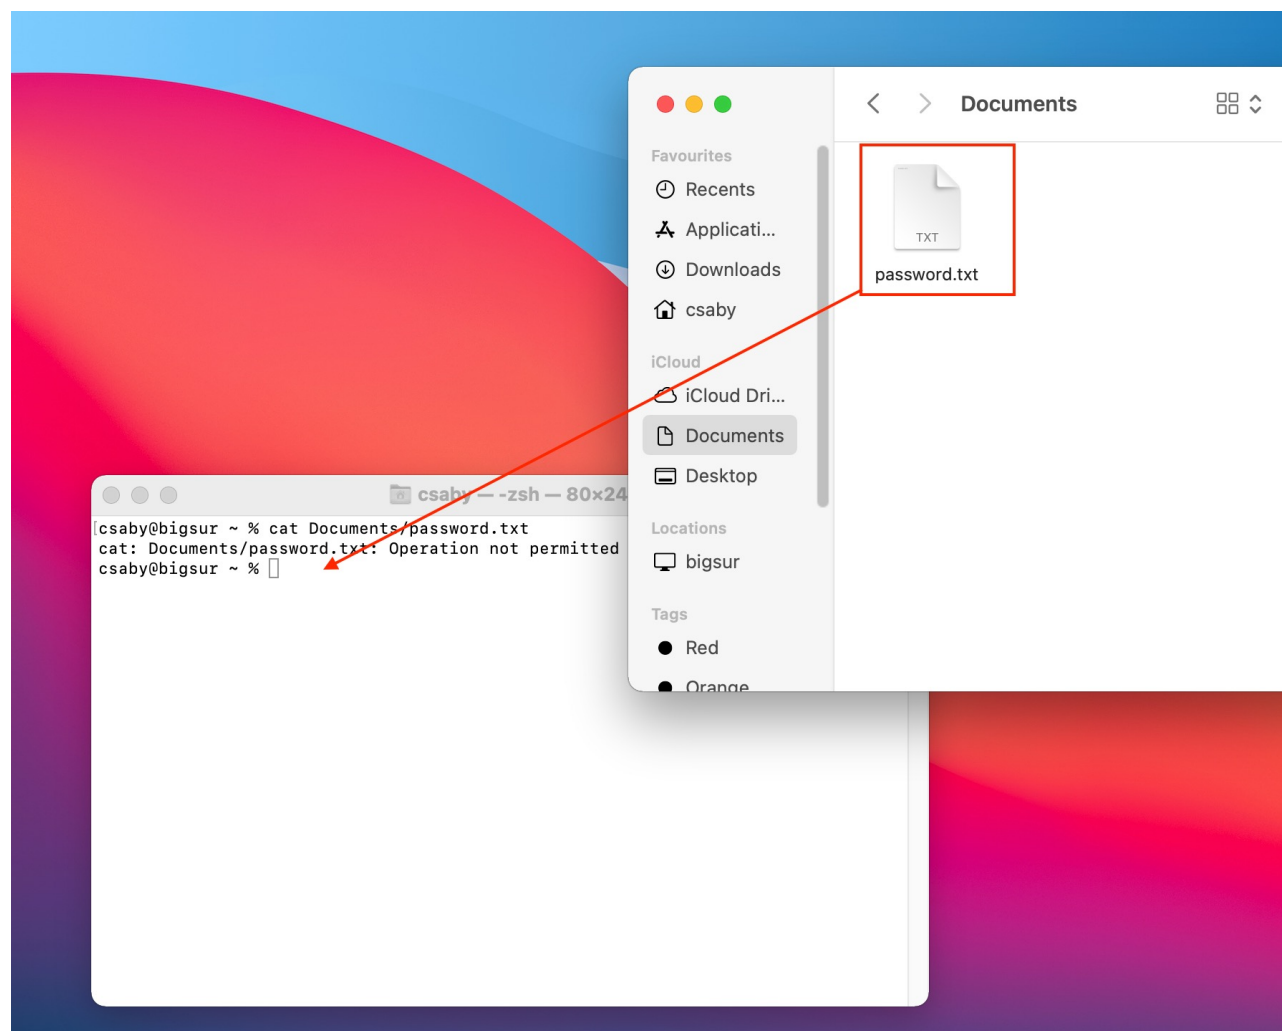 Documents
Favourites
Recents
Applicati...
Downloads
csaby
iCloud
iCloud Dri...
Documents
Desktop
Locations
bigsur
Tags
Red
Orange
TXT
password.txt
csaby — -zsh — 80×24
[csaby@bigsur ~ % cat Documents/password.txt
cat: Documents/password.txt: Operation not permitted
csaby@bigsur ~ %